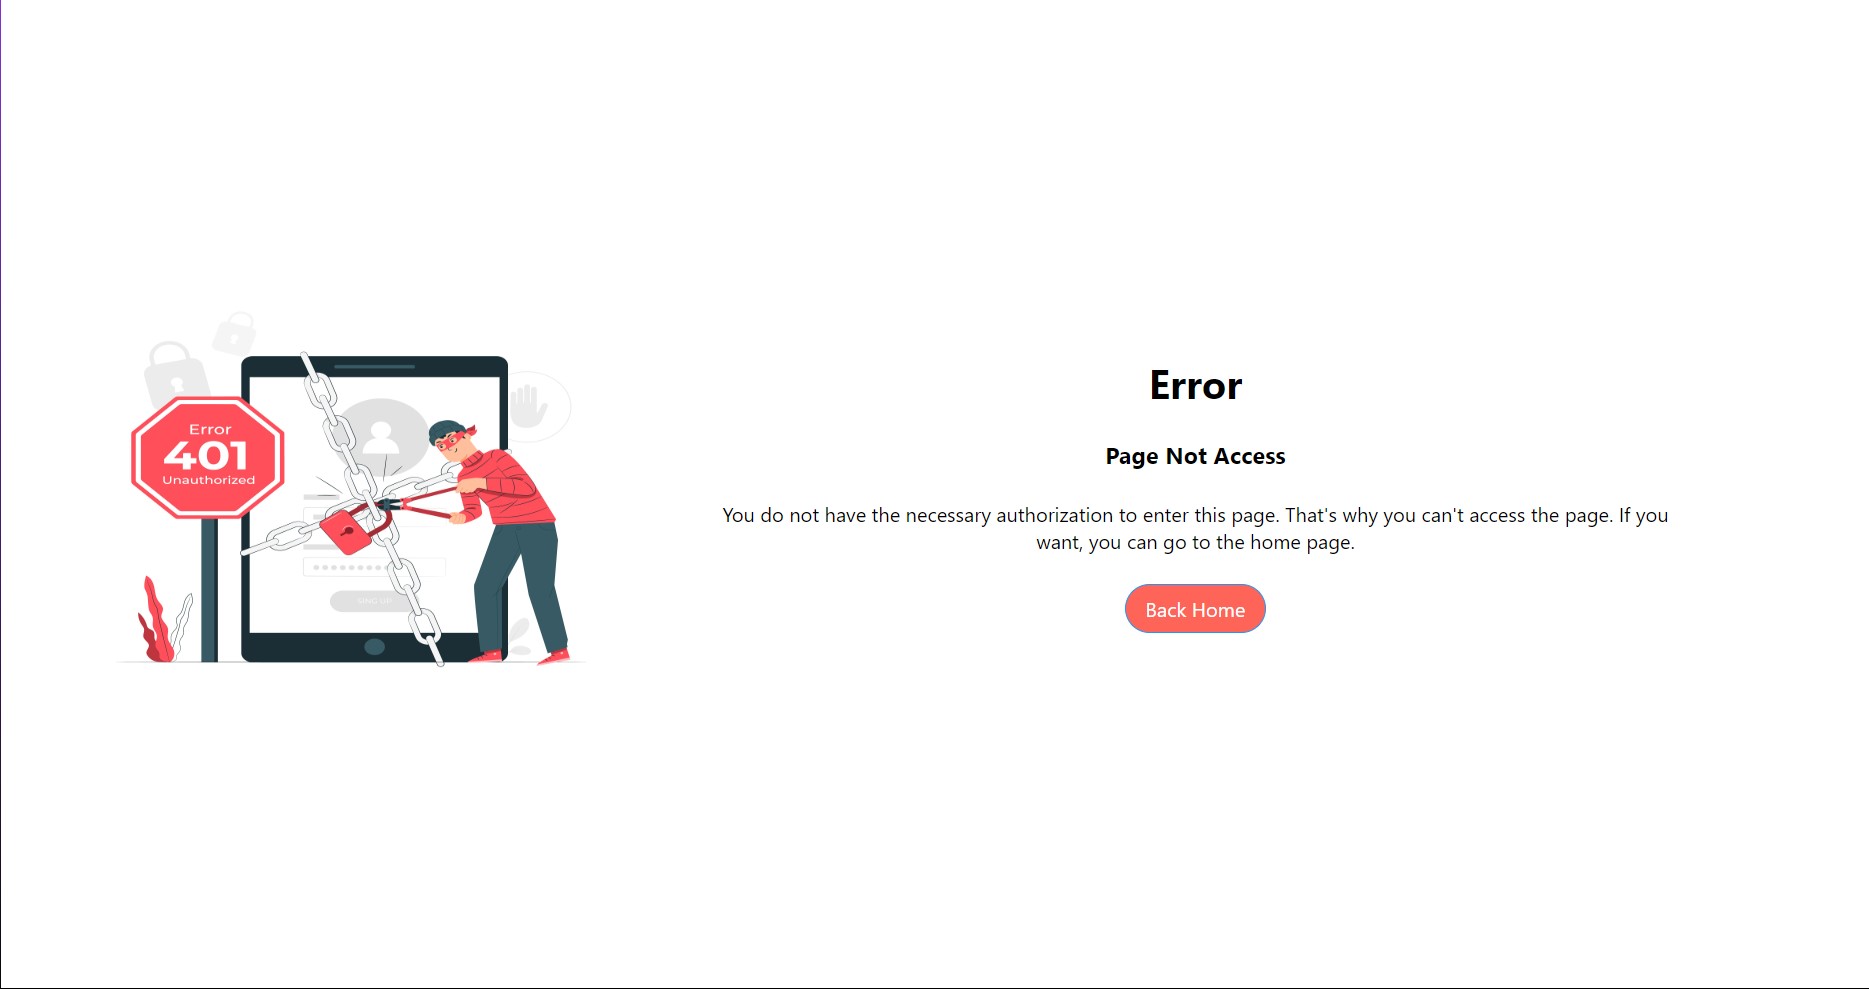 Error
401
Unauthorized
Error
Page Not Access
You do not have the necessary authorization to enter this page. That's why you can't access the page. If you
want, you can go to the home page.
Back Home